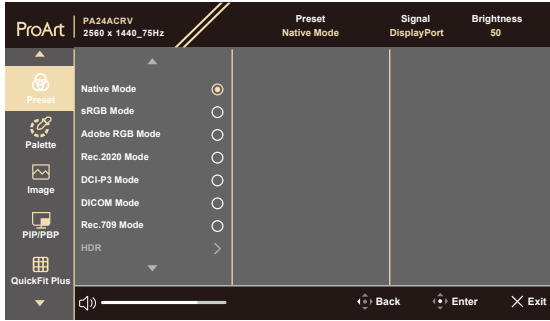 ProArt
PA24ACRV
2560 x 1440_75Hz
Preset
Native Mode
Signal
DisplayPort
Brightness
50
Preset
Palette
Image
PIP/PBP
QuickFit Plus
Native Mode
sRGB Mode
Adobe RGB Mode
Rec.2020 Mode
DCI-P3 Mode
DICOM Mode
Rec.709 Mode
HDR
Back
Enter
Exit